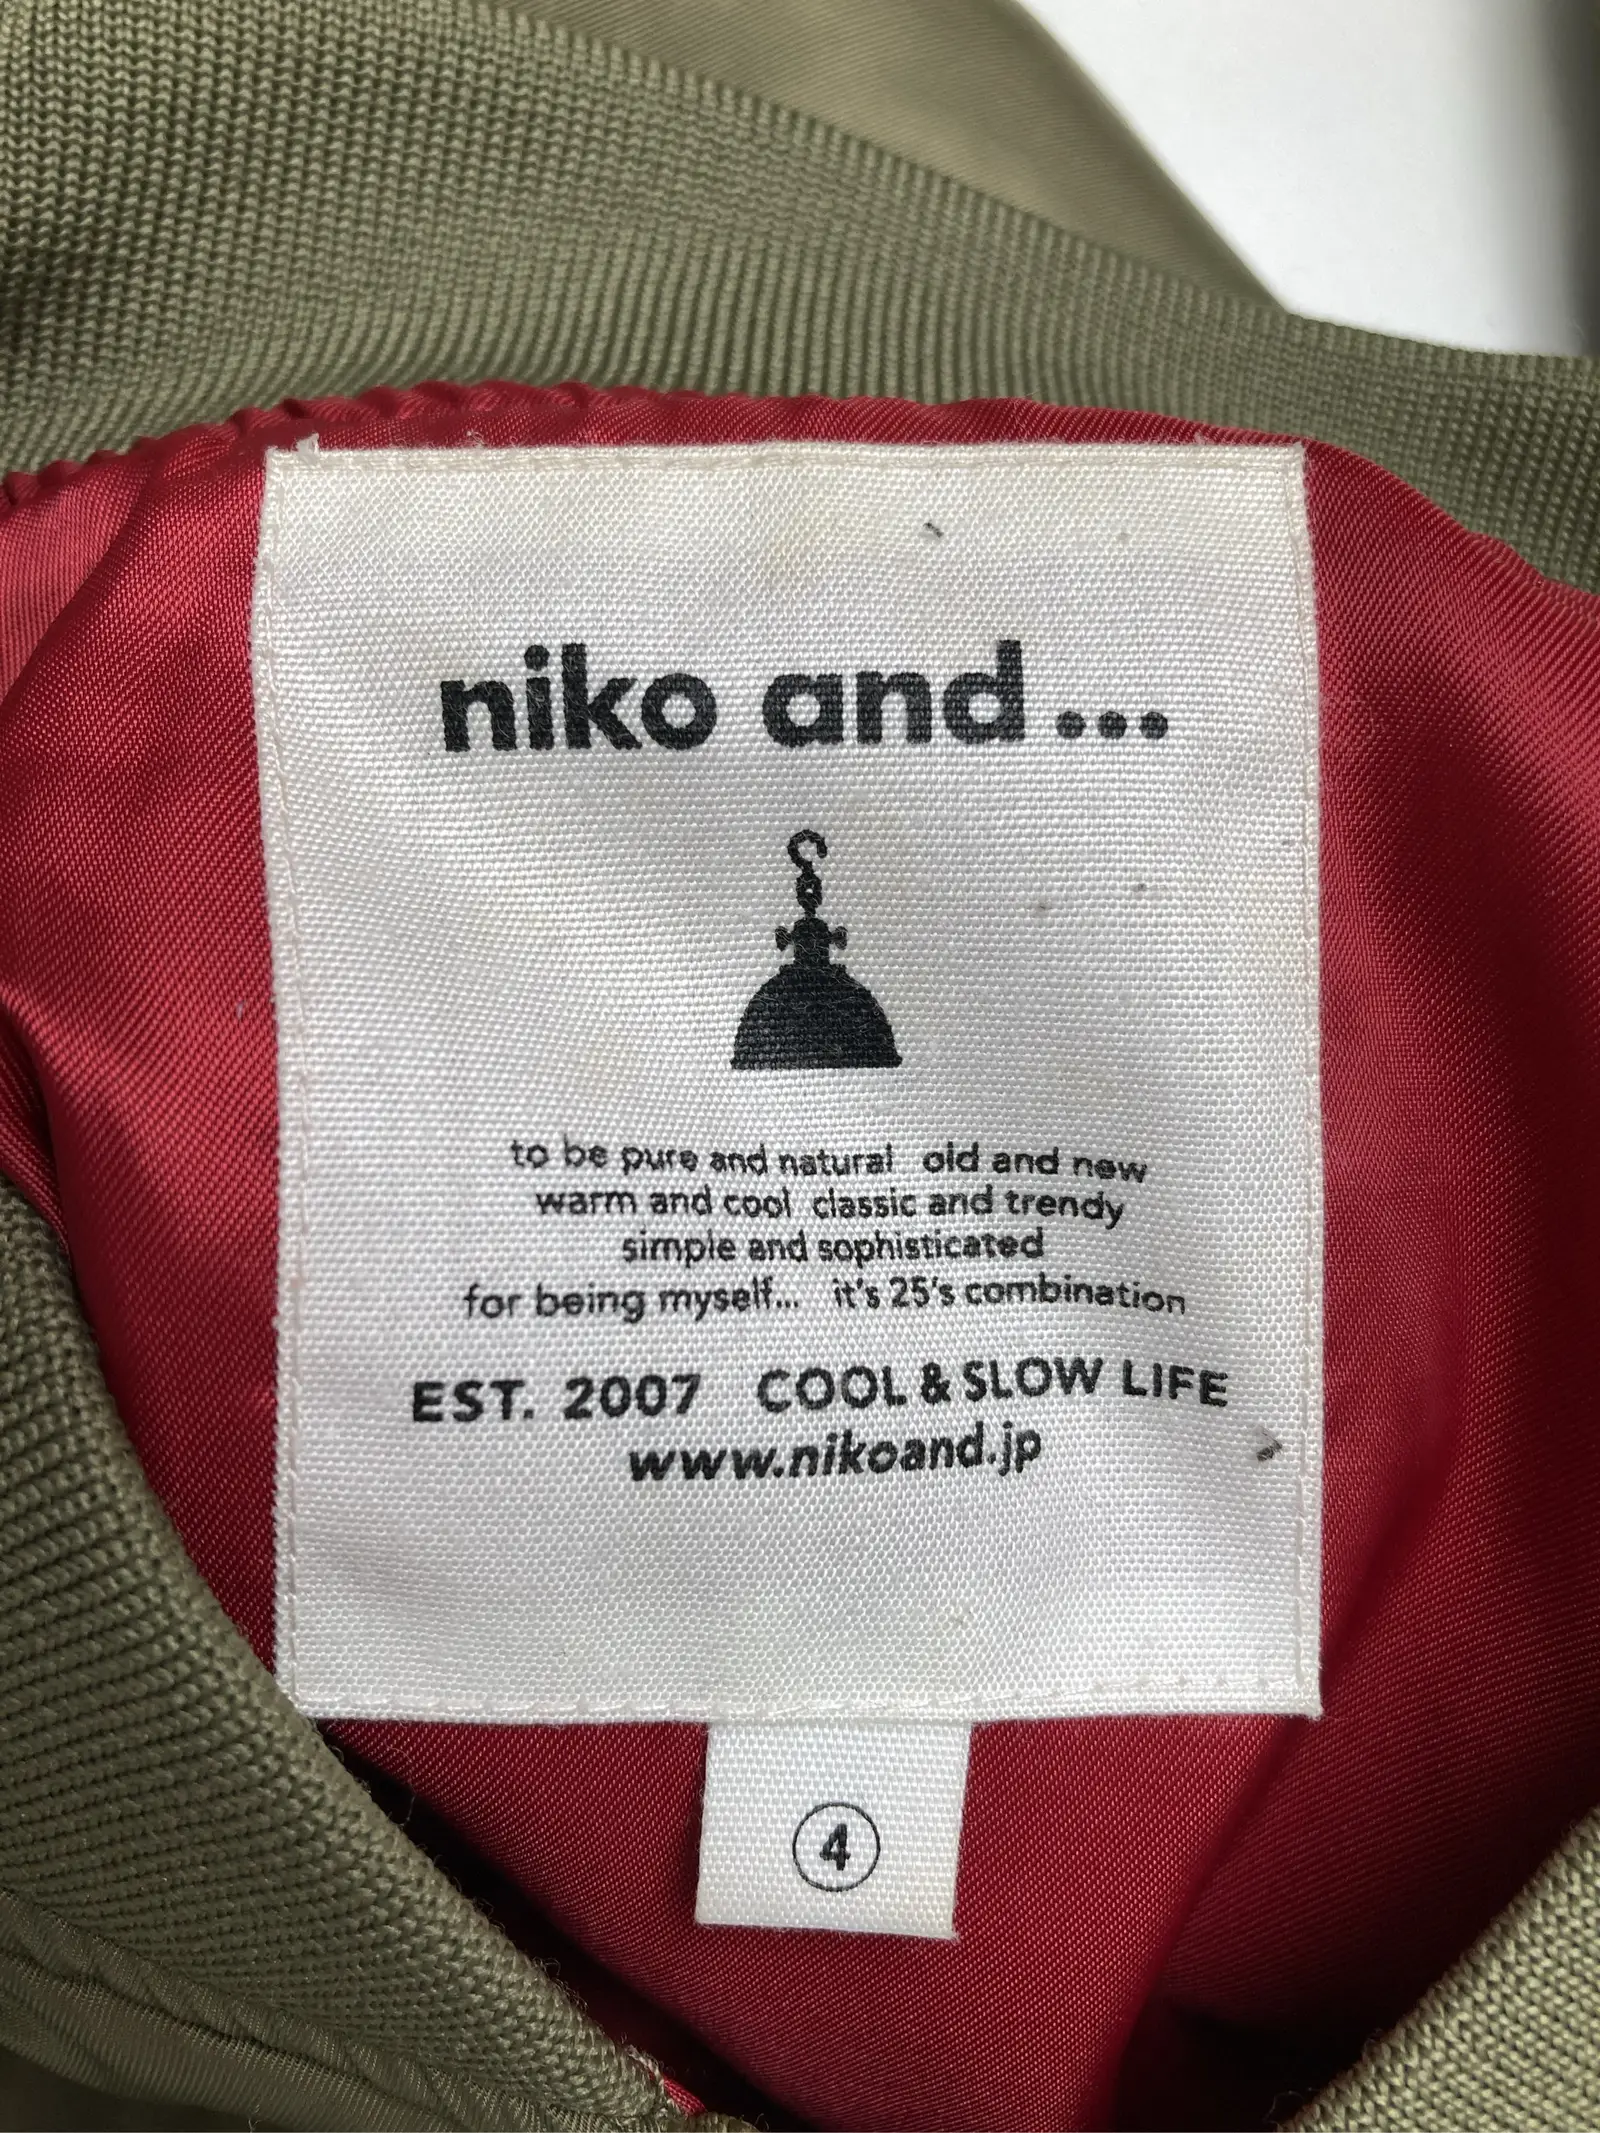 niko and...
to be pure and natural old and new
warm and cool classic and trendy
simple and sophisticated
for being myself... it's 25's combination
EST. 2007 COOL & SLOW LIFE
www.nikoand.jp
4